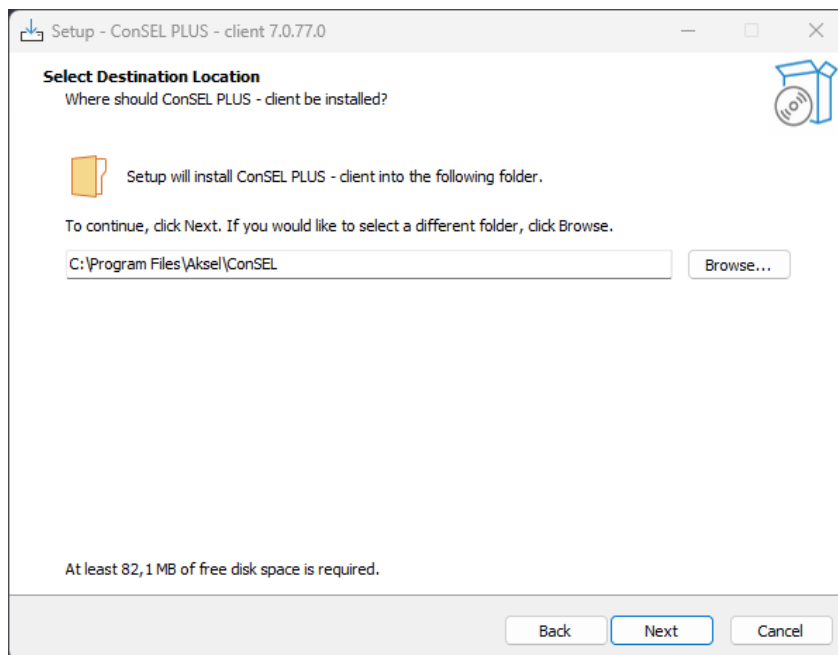 Setup - ConSEL PLUS - client 7.0.77.0
Select Destination Location
Where should ConSEL PLUS - client be installed?
Setup will install ConSEL PLUS - client into the following folder.
To continue, click Next. If you would like to select a different folder, click Browse.
C:\Program Files\Aksel\ConSEL
Browse...
At least 82,1 MB of free disk space is required.
Back
Next
Cancel